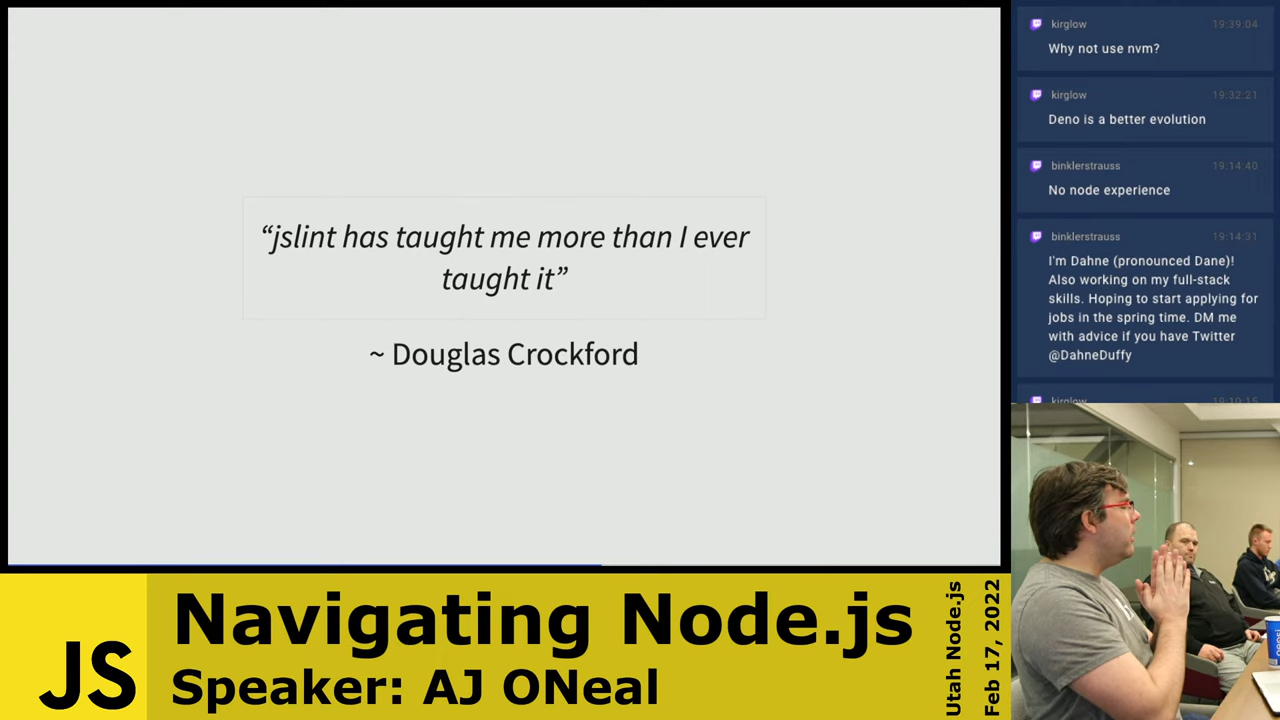 “jslint has taught me more than I ever
taught it”
~ Douglas Crockford
kirglow 19:39:04
Why not use nvm?
kirglow 19:32:21
Deno is a better evolution
binklerstrauss 19:14:40
No node experience
binklerstrauss 19:14:31
I'm Dahne (pronounced Dane)!
Also working on my full-stack
skills. Hoping to start applying for
jobs in the spring time. DM me
with advice if you have Twitter
@DahneDuffy
kirglow 19:10:15
JS
Navigating Node.js
Speaker: AJ ONeal
Utah Node.js
Feb 17, 2022